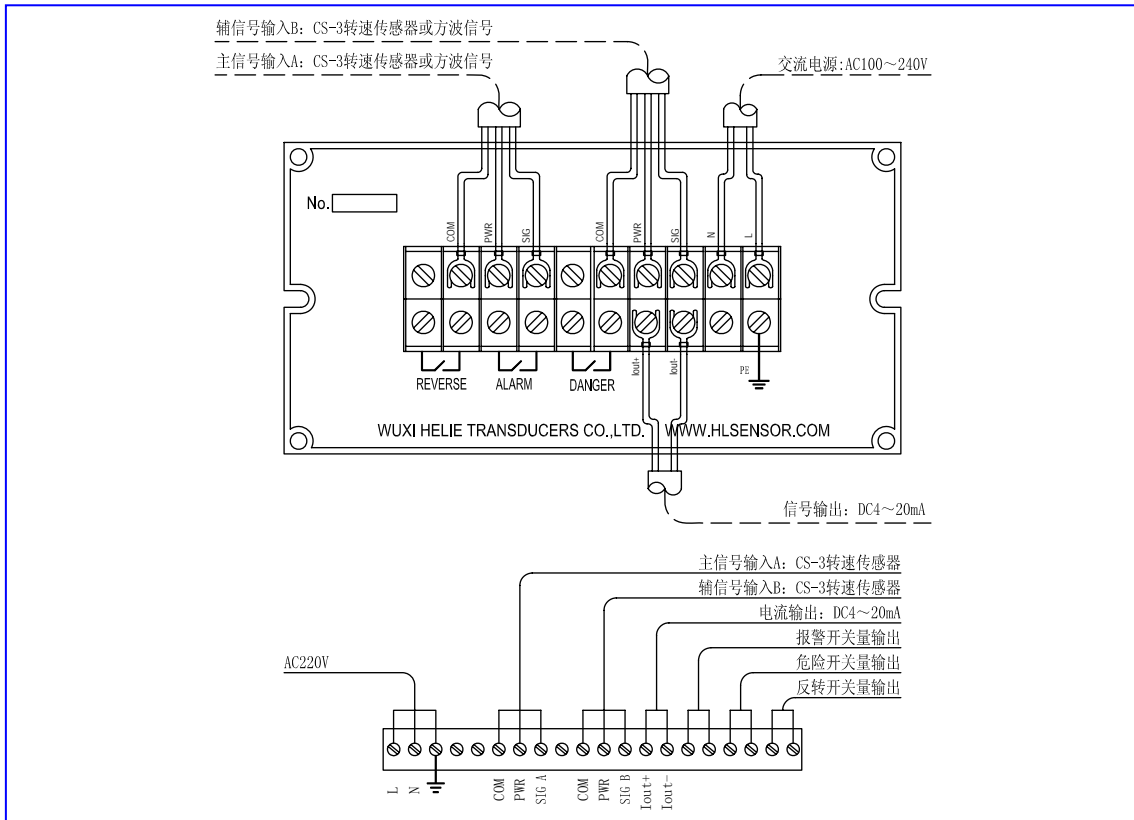 辅信号输入B: CS-3转速传感器或方波信号
主信号输入A: CS-3转速传感器或方波信号
交流电源:AC100～240V
No.
COM
PWR
SIG
COM
PWR
SIG
N
L
REVERSE
ALARM
DANGER
Iout+
Iout-
PE
WUXI HELIE TRANSDUCERS CO.,LTD. WWW.HLSENSOR.COM
信号输出: DC4～20mA
主信号输入A: CS-3转速传感器
辅信号输入B: CS-3转速传感器
电流输出: DC4～20mA
报警开关量输出
危险开关量输出
反转开关量输出
AC220V
L
N
COM
PWR
SIG A
COM
PWR
SIG B
Iout+
Iout-